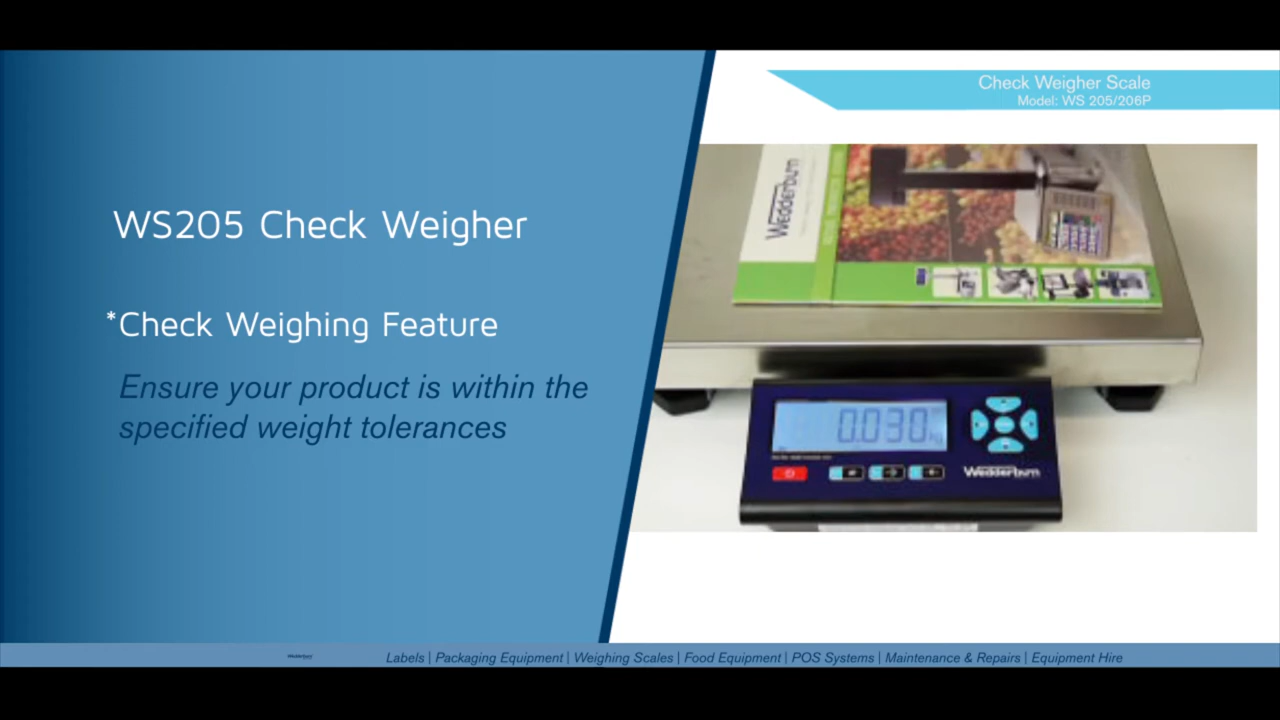 Check Weigher Scale
Model: WS 205/206P
WS205 Check Weigher
*Check Weighing Feature
Ensure your product is within the
specified weight tolerances
Wedderburn
0.030 kg
Wedderburn
Wedderburn
Labels | Packaging Equipment | Weighing Scales | Food Equipment | POS Systems | Maintenance & Repairs | Equipment Hire